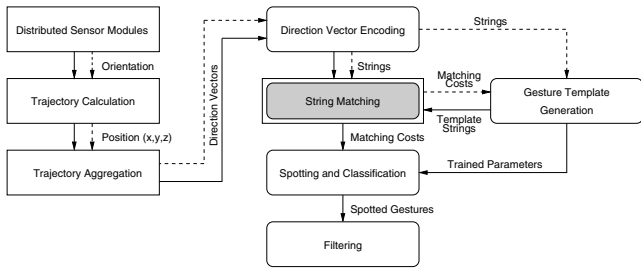 Distributed Sensor Modules
Orientation
Trajectory Calculation
Position (x,y,z)
Trajectory Aggregation
Direction Vectors
Direction Vector Encoding
Strings
Strings
String Matching
Matching
Costs
Template
Strings
Gesture Template
Generation
Matching Costs
Trained Parameters
Spotting and Classification
Spotted Gestures
Filtering